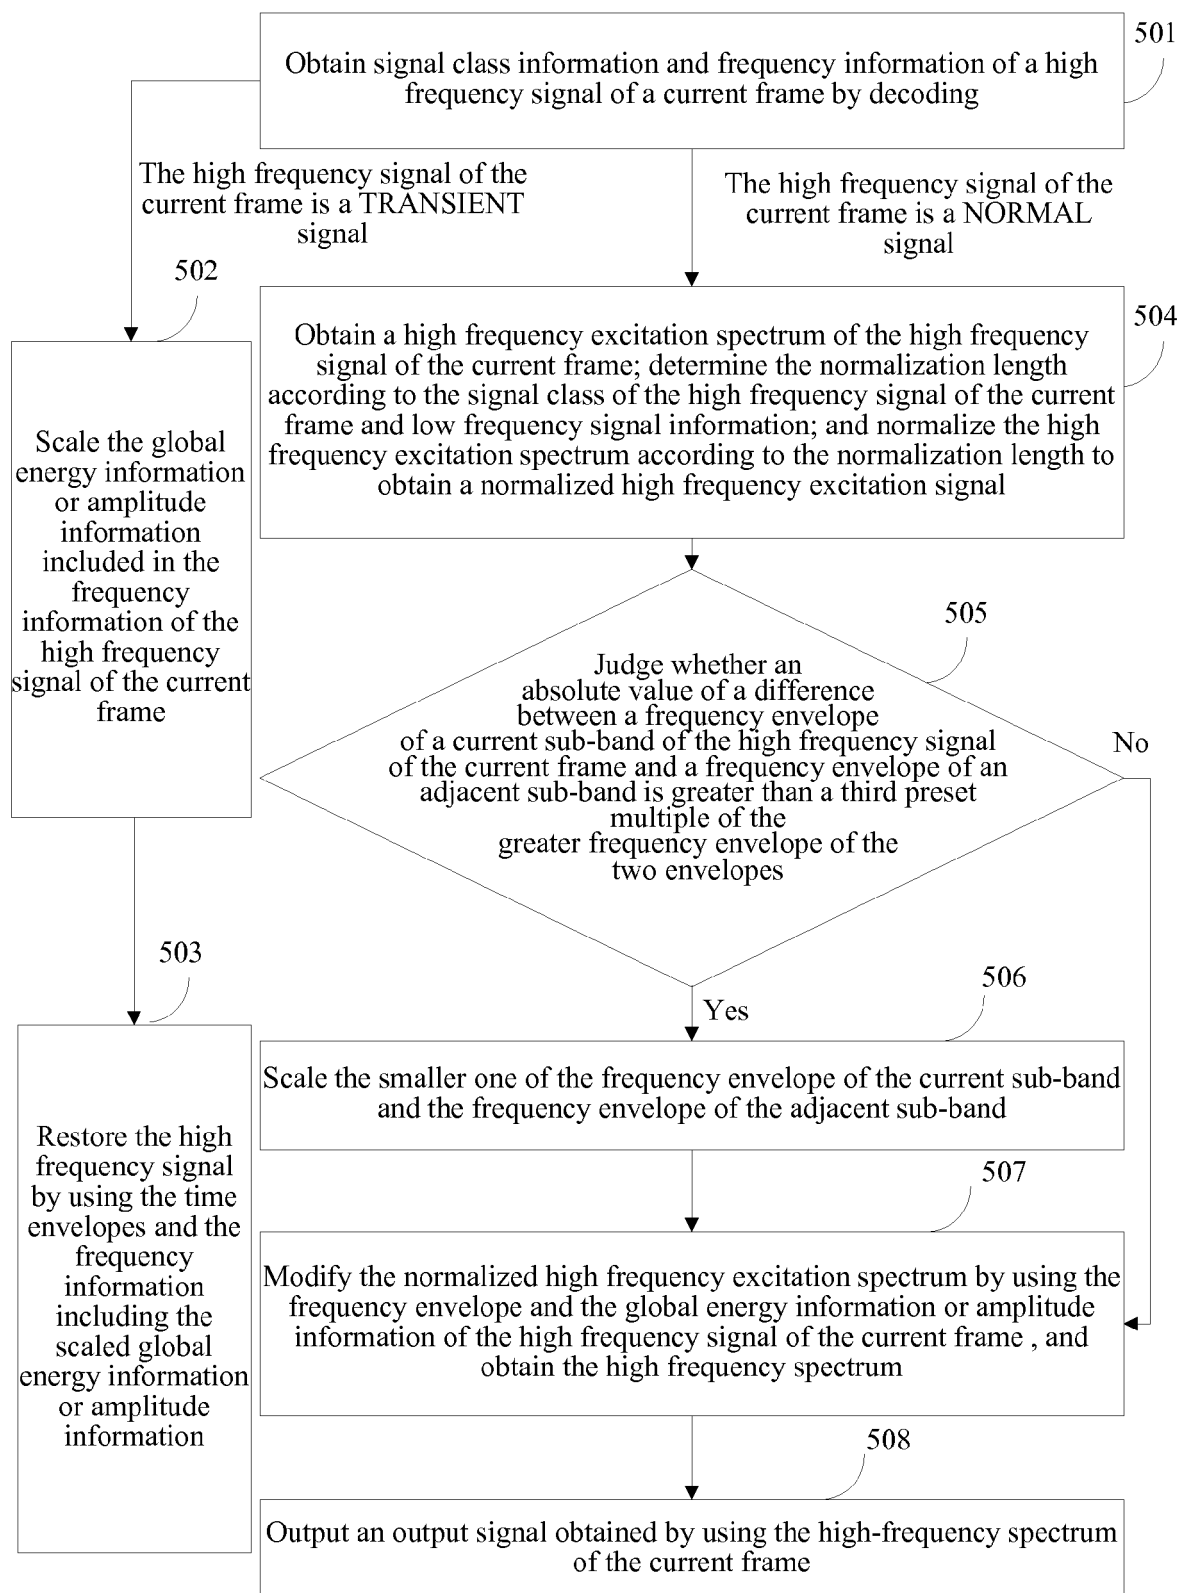 501
Obtain signal class information and frequency information of a high
frequency signal of a current frame by decoding
The high frequency signal of the
current frame is a TRANSIENT
signal
The high frequency signal of the
current frame is a NORMAL
signal
502
504
Obtain a high frequency excitation spectrum of the high frequency
signal of the current frame; determine the normalization length
according to the signal class of the high frequency signal of the current
frame and low frequency signal information; and normalize the high
frequency excitation spectrum according to the normalization length to
obtain a normalized high frequency excitation signal
Scale the global
energy information
or amplitude
information
included in the
frequency
information of the
high frequency
signal of the current
frame
505
Judge whether an
absolute value of a difference
between a frequency envelope
of a current sub-band of the high frequency signal
of the current frame and a frequency envelope of an
adjacent sub-band is greater than a third preset
multiple of the
greater frequency envelope of the
two envelopes
No
503
Yes
506
Scale the smaller one of the frequency envelope of the current sub-band
and the frequency envelope of the adjacent sub-band
Restore the high
frequency signal
by using the time
envelopes and the
frequency
information
including the
scaled global
energy information
or amplitude
information
507
Modify the normalized high frequency excitation spectrum by using the
frequency envelope and the global energy information or amplitude
information of the high frequency signal of the current frame , and
obtain the high frequency spectrum
508
Output an output signal obtained by using the high-frequency spectrum
of the current frame